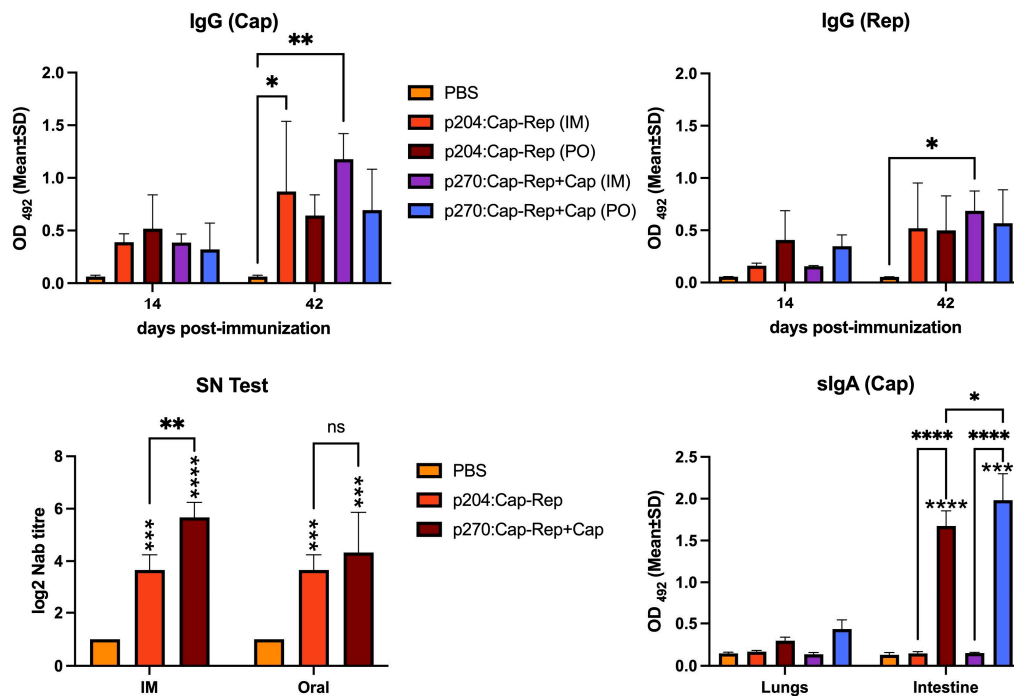 IgG (Cap)
**
*
2.0
1.5
1.0
0.5
0.0
OD 492 (Mean±SD)
14
42
days post-immunization
PBS
p204:Cap-Rep (IM)
p204:Cap-Rep (PO)
p270:Cap-Rep+Cap (IM)
p270:Cap-Rep+Cap (PO)
IgG (Rep)
*
2.0
1.5
1.0
0.5
0.0
OD 492 (Mean±SD)
14
42
days post-immunization
SN Test
**
ns
***
****
***
***
8
6
4
2
0
log2 Nab titre
IM
Oral
PBS
p204:Cap-Rep
p270:Cap-Rep+Cap
sIgA (Cap)
*
****
****
****
***
2.5
2.0
1.5
1.0
0.5
0.0
OD 492 (Mean±SD)
Lungs
Intestine